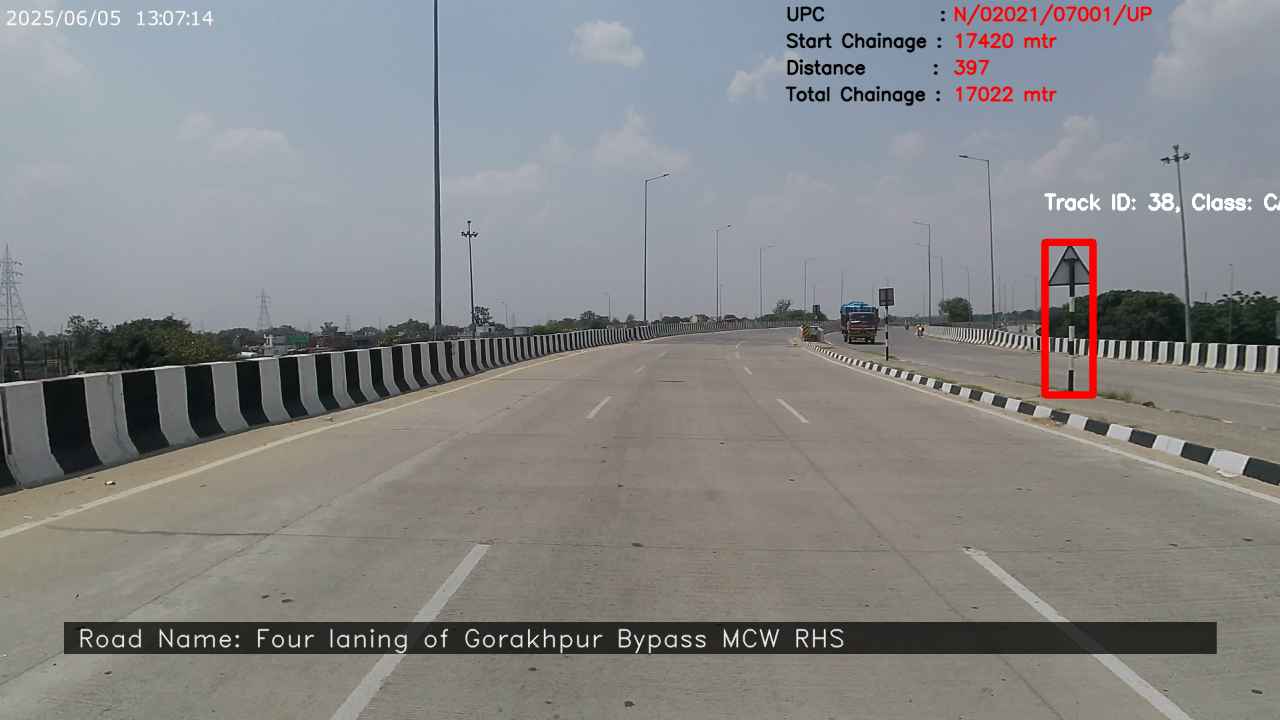 2025/06/05 13:07:14
UPC : N/02021/07001/UP
Start Chainage : 17420 mtr
Distance : 397
Total Chainage : 17022 mtr
Track ID: 38, Class: C
Road Name: Four laning of Gorakhpur Bypass MCW RHS